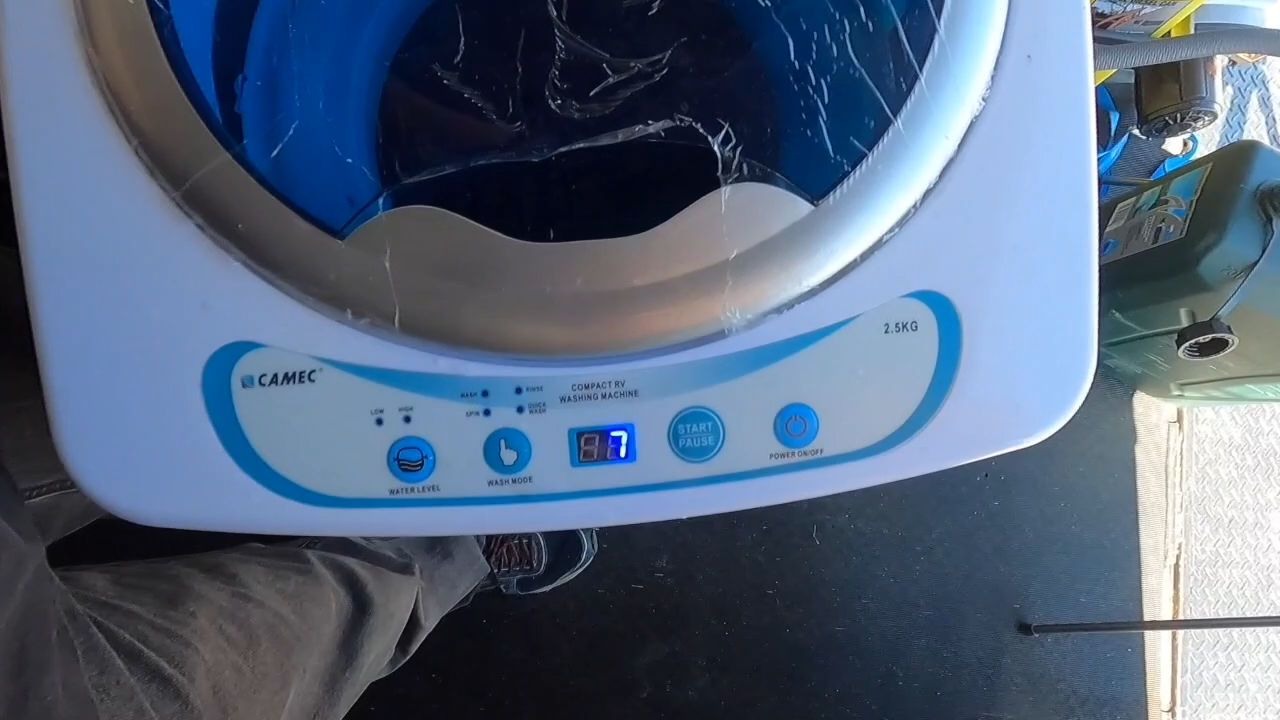 2.5KG
CAMEC
COMPACT RV
WASHING MACHINE
WASH
RINSE
SPIN
QUICK
WASH
LOW
HIGH
7
START
PAUSE
WATER LEVEL
WASH MODE
POWER ON/OFF